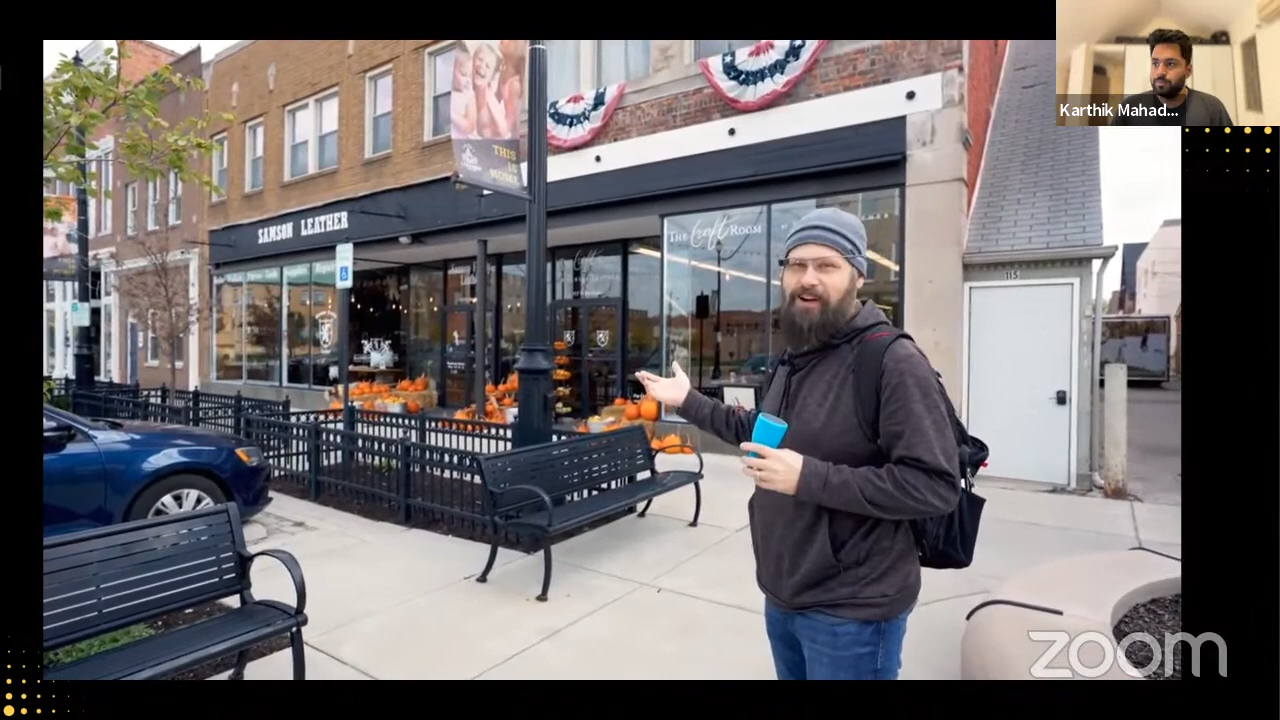 Karthik Mahad...
THIS
IS
HOME
SAMSON LEATHER
THE Craft ROOM
115
zoom